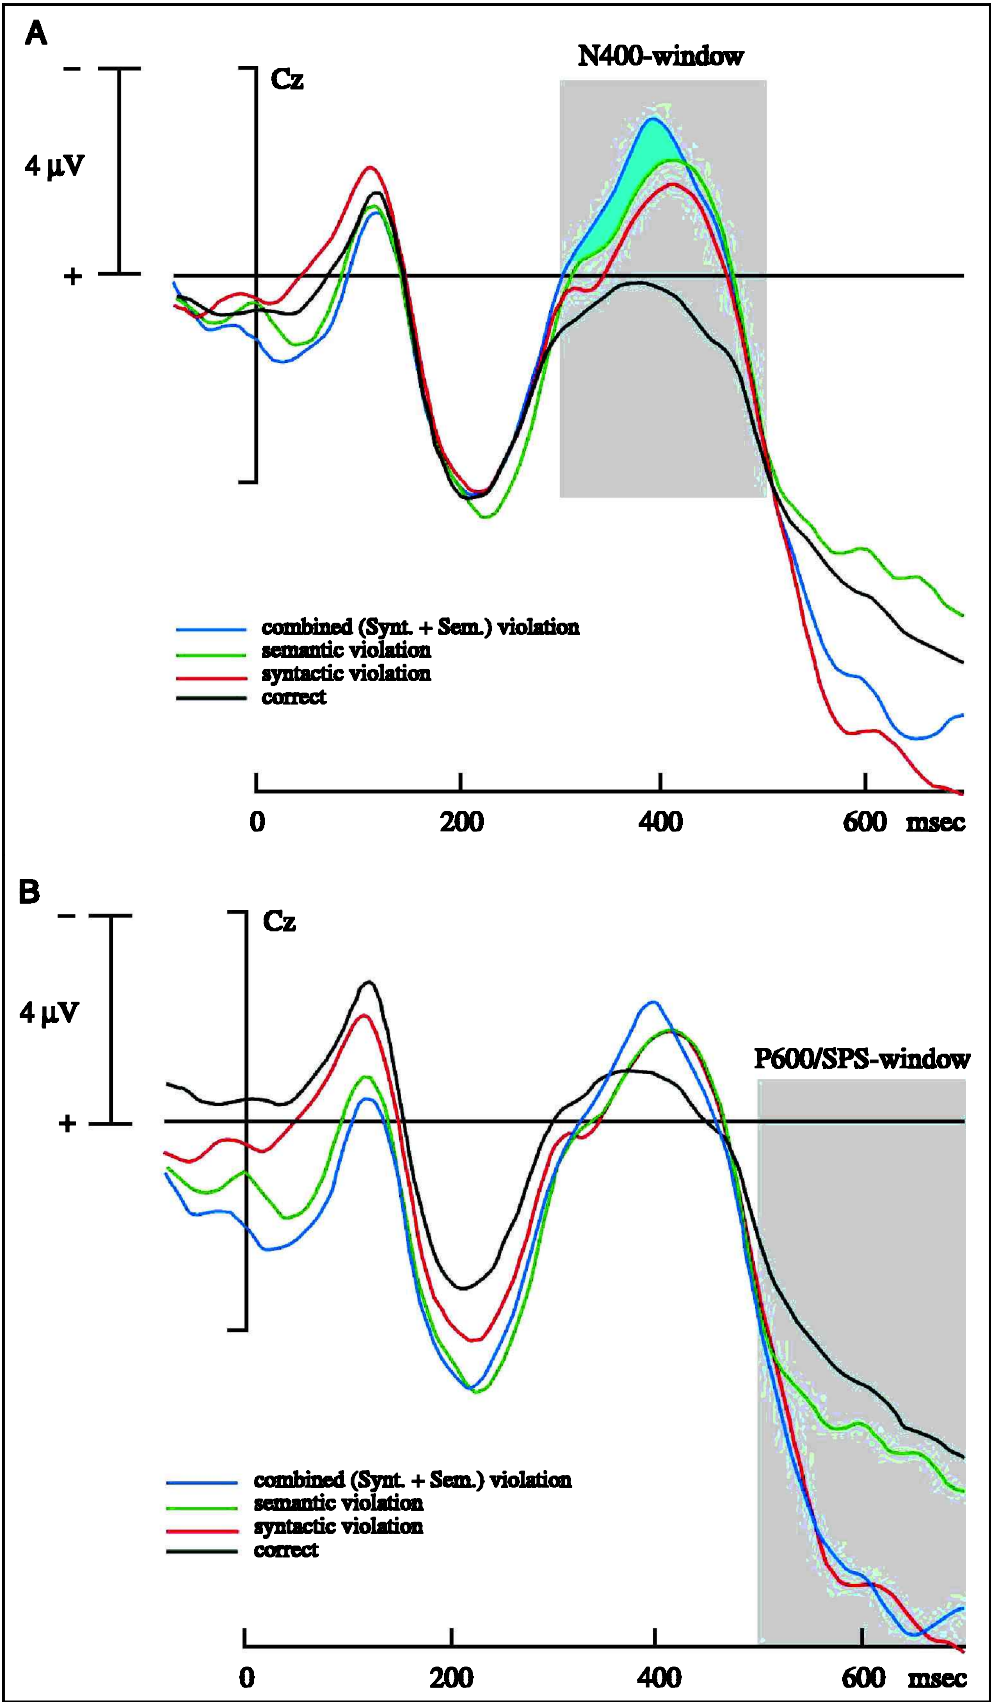 A
N400-window
− Cz
4 µV
+
combined (Synt. + Sem.) violation
semantic violation
syntactic violation
correct
0 200 400 600 msec
B
− Cz
4 µV
P600/SPS-window
+
combined (Synt. + Sem.) violation
semantic violation
syntactic violation
correct
0 200 400 600 msec